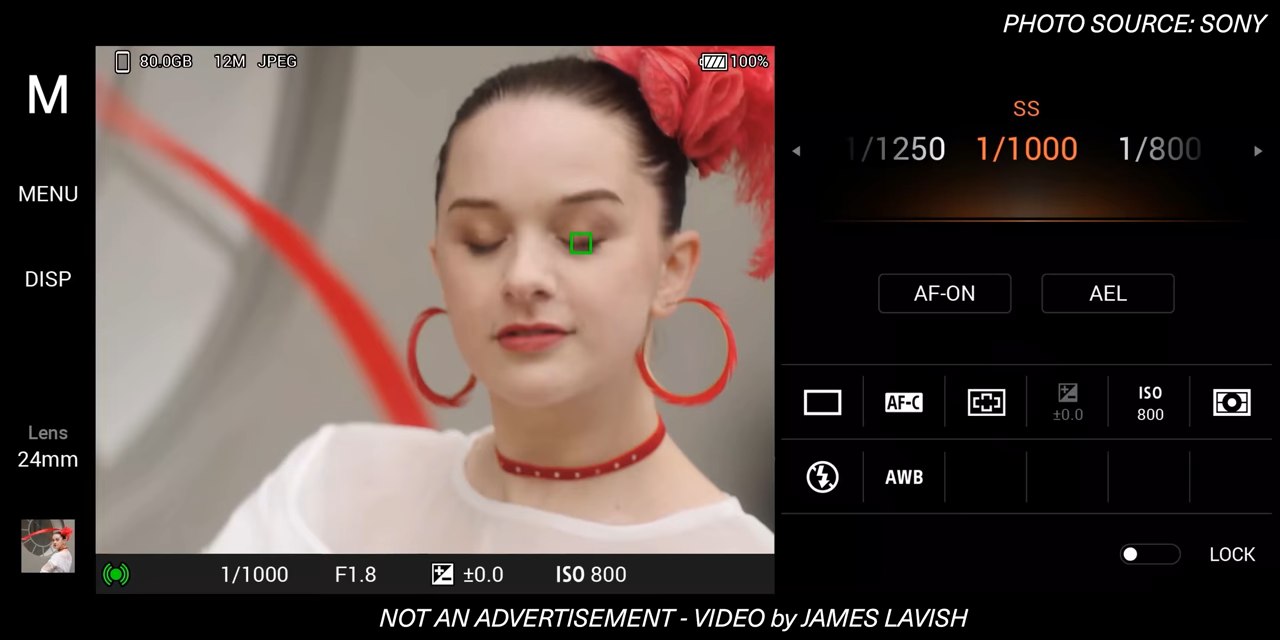 PHOTO SOURCE: SONY
80.0GB 12M JPEG 100%
M
MENU
DISP
Lens
24mm
SS
1/1250 1/1000 1/800
AF-ON AEL
AF-C ±0.0 ISO 800
AWB
LOCK
1/1000 F1.8 ±0.0 ISO 800
NOT AN ADVERTISEMENT - VIDEO by JAMES LAVISH